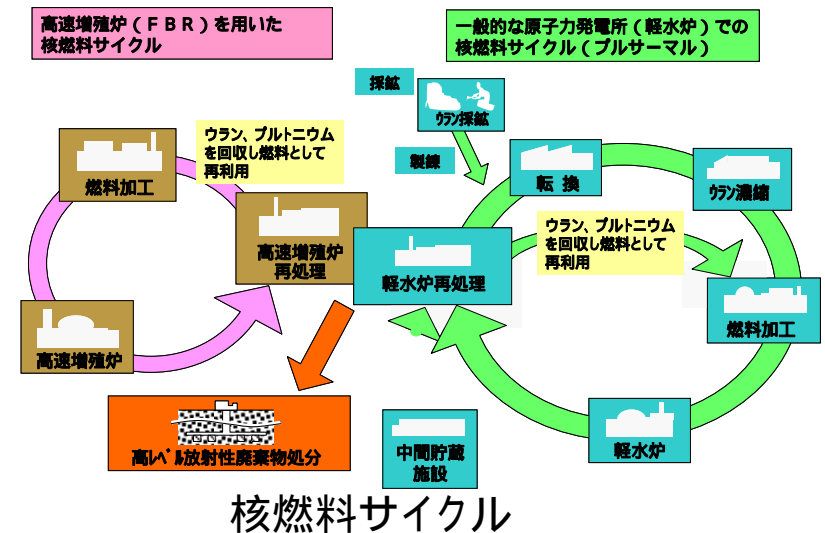 高速増殖炉（ＦＢＲ）を用いた
核燃料サイクル
一般的な原子力発電所（軽水炉）での
核燃料サイクル（プルサーマル）
採鉱
ウラン採鉱
製錬
ウラン、プルトニウム
を回収し燃料として
再利用
燃料加工
転 換
ウラン濃縮
高速増殖炉
再処理
軽水炉再処理
ウラン、プルトニウム
を回収し燃料として
再利用
燃料加工
高速増殖炉
高レベル放射性廃棄物処分
中間貯蔵
施設
軽水炉
核燃料サイクル